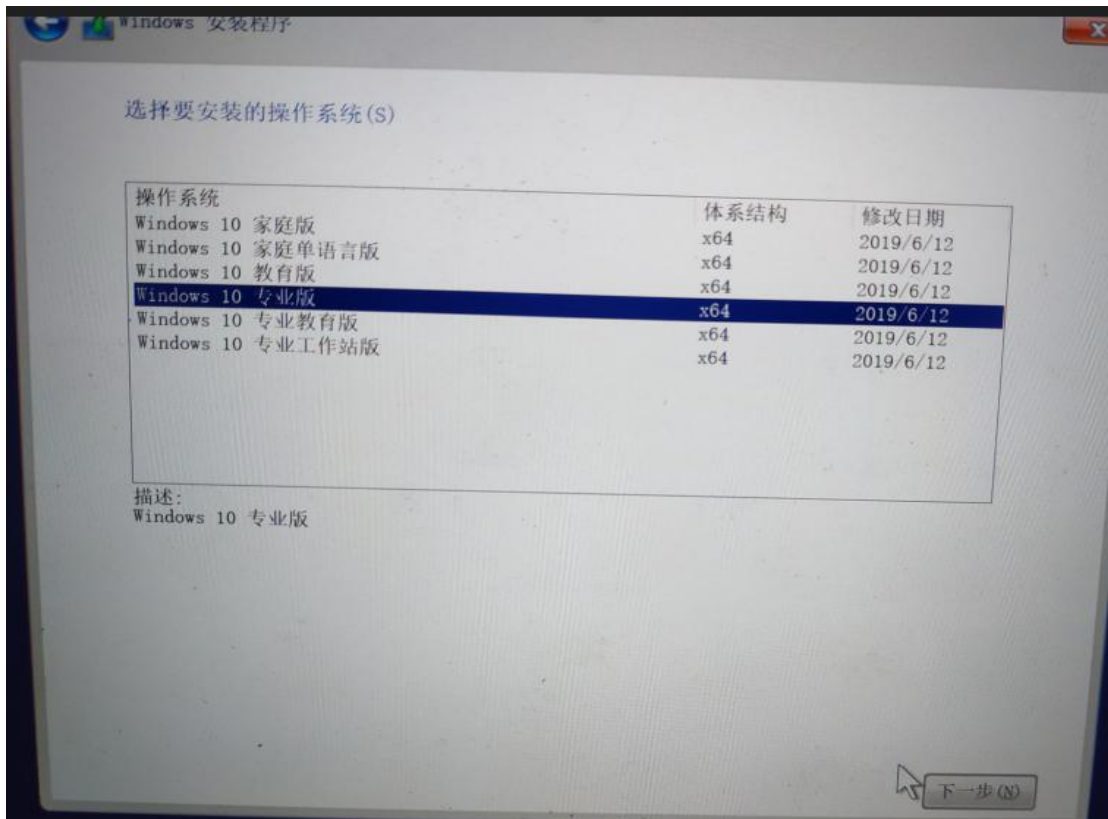 Windows 安装程序
选择要安装的操作系统(S)
操作系统 体系结构 修改日期
Windows 10 家庭版 x64 2019/6/12
Windows 10 家庭单语言版 x64 2019/6/12
Windows 10 教育版 x64 2019/6/12
Windows 10 专业版 x64 2019/6/12
Windows 10 专业教育版 x64 2019/6/12
Windows 10 专业工作站版 x64 2019/6/12
描述:
Windows 10 专业版
下一步(N)